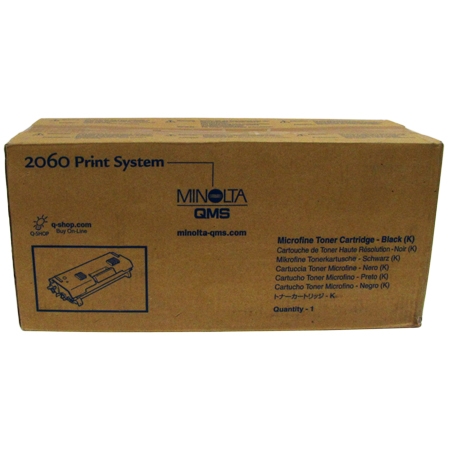 2060 Print System
MINOLTA
QMS
minolta-qms.com
Q-SHOP
q-shop.com
Buy On-Line
Microfine Toner Cartridge - Black (K)
Cartouche de Toner Haute Résolution - Noir (K)
Mikrofine Tonerkartusche - Schwarz (K)
Cartuccia Toner Microfine - Nero (K)
Cartucho Toner Microfino - Preto (K)
Cartucho Toner Microfino - Negro (K)
トナーカートリッジ - K
Quantity - 1